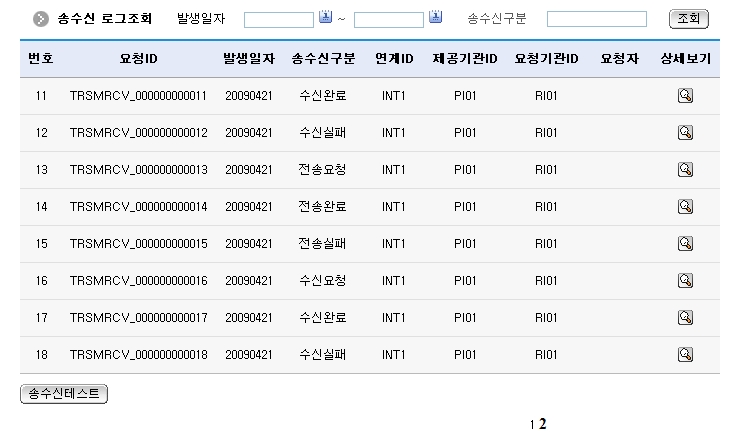 송수신 로그조회 발생일자 ~ 송수신구분 조회
번호 요청ID 발생일자 송수신구분 연계ID 제공기관ID 요청기관ID 요청자 상세보기
11 TRSMRCV_000000000011 20090421 수신완료 INT1 PI01 RI01
12 TRSMRCV_000000000012 20090421 수신실패 INT1 PI01 RI01
13 TRSMRCV_000000000013 20090421 전송요청 INT1 PI01 RI01
14 TRSMRCV_000000000014 20090421 전송완료 INT1 PI01 RI01
15 TRSMRCV_000000000015 20090421 전송실패 INT1 PI01 RI01
16 TRSMRCV_000000000016 20090421 수신요청 INT1 PI01 RI01
17 TRSMRCV_000000000017 20090421 수신완료 INT1 PI01 RI01
18 TRSMRCV_000000000018 20090421 수신실패 INT1 PI01 RI01
송수신테스트
1 2